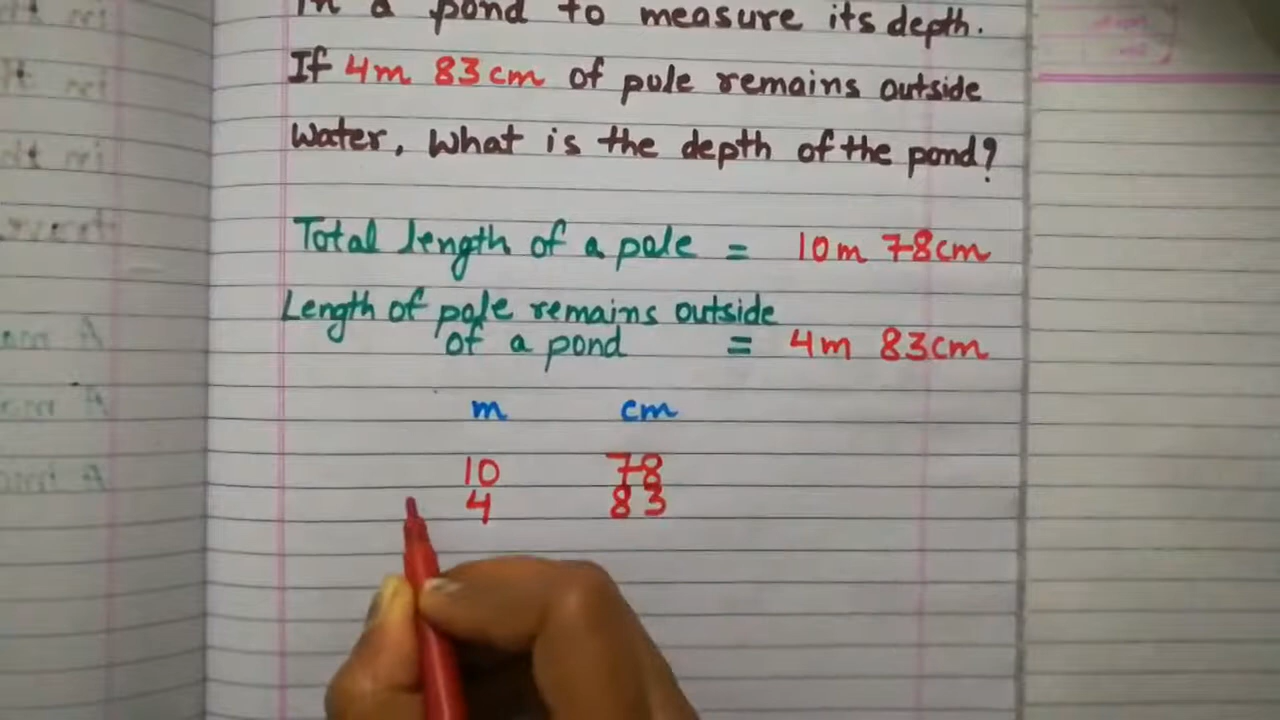 In a pond to measure its depth.
If 4m 83cm of pole remains outside
water, What is the depth of the pond?
Total length of a pole = 10m 78cm
Length of pole remains outside
of a pond = 4m 83cm
m cm
10 78
4 83